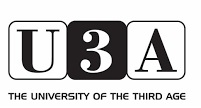 U3A
THE UNIVERSITY OF THE THIRD AGE